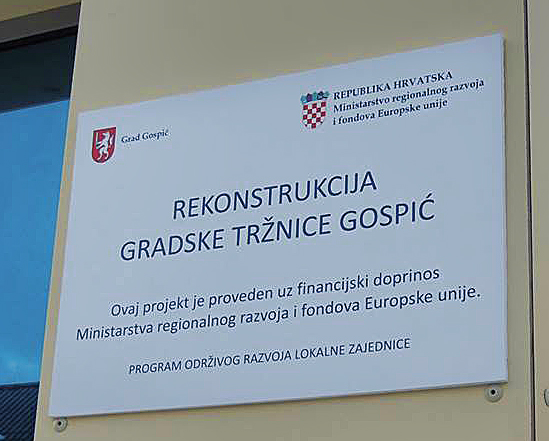 Grad Gospić
REPUBLIKA HRVATSKA
Ministarstvo regionalnog razvoja
i fondova Europske unije
REKONSTRUKCIJA
GRADSKE TRŽNICE GOSPIĆ
Ovaj projekt je proveden uz financijski doprinos
Ministarstva regionalnog razvoja i fondova Europske unije.
PROGRAM ODRŽIVOG RAZVOJA LOKALNE ZAJEDNICE